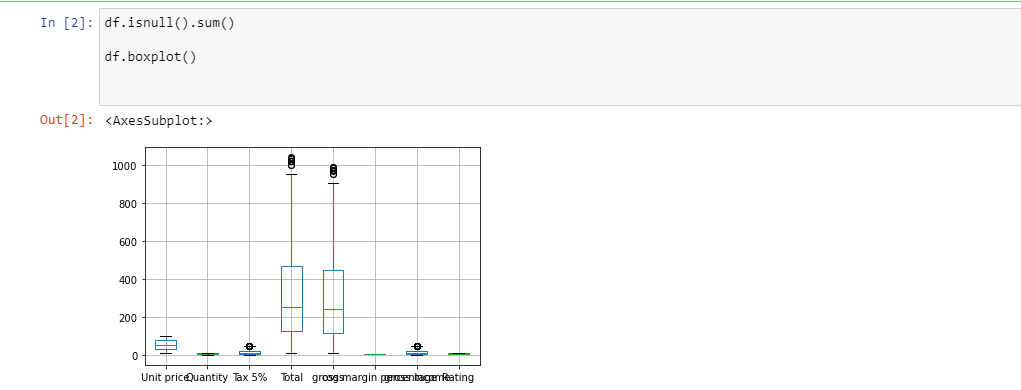 In [2]: df.isnull().sum()
df.boxplot()
Out[2]: <AxesSubplot:>
1000
800
600
400
200
0
Unit price Quantity Tax 5% Total cogs gross margin percentage gross income Rating